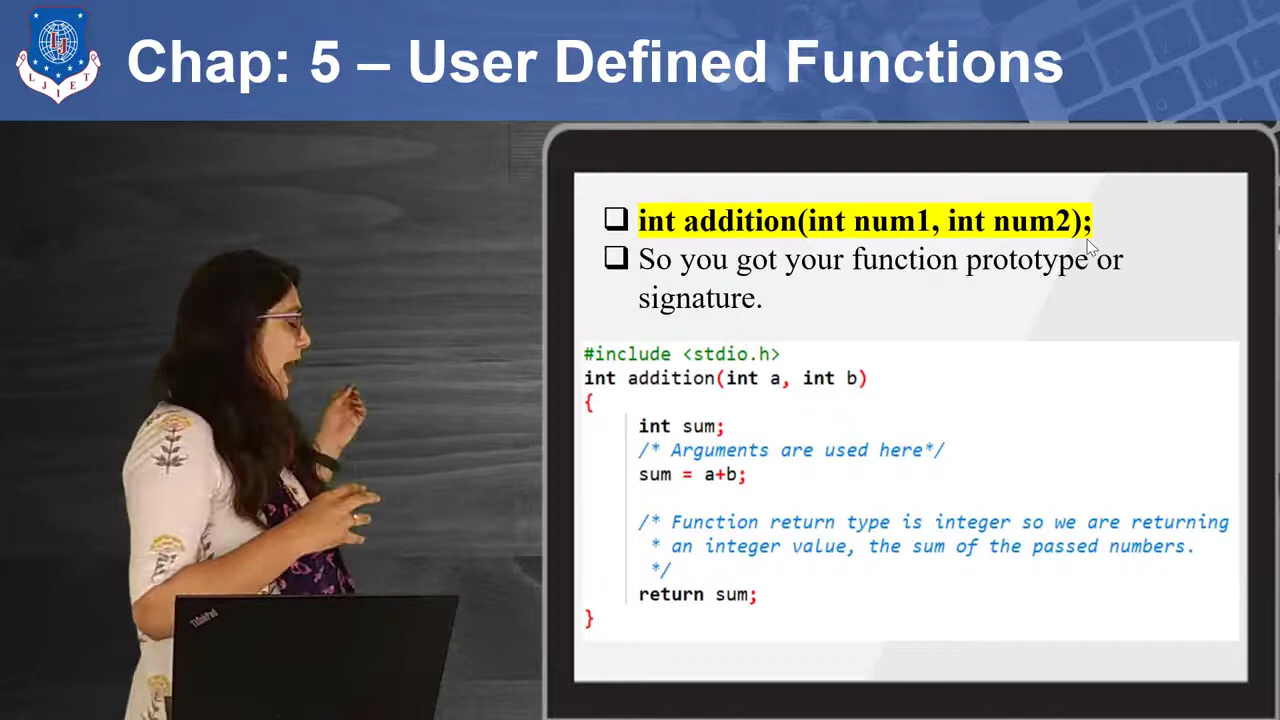 LJ
L J I E T
Chap: 5 – User Defined Functions
int addition(int num1, int num2);
So you got your function prototype or
signature.
#include <stdio.h>
int addition(int a, int b)
{
int sum;
/* Arguments are used here*/
sum = a+b;
/* Function return type is integer so we are returning
* an integer value, the sum of the passed numbers.
*/
return sum;
}
ThinkPad